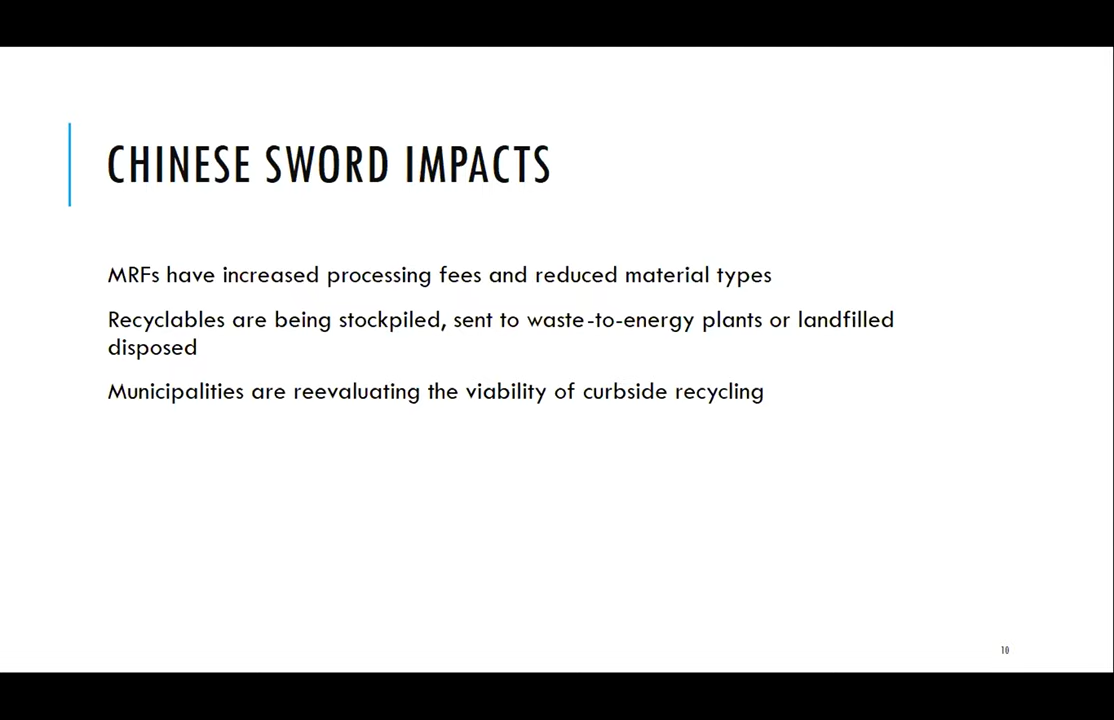 CHINESE SWORD IMPACTS
MRFs have increased processing fees and reduced material types
Recyclables are being stockpiled, sent to waste-to-energy plants or landfilled
disposed
Municipalities are reevaluating the viability of curbside recycling
10